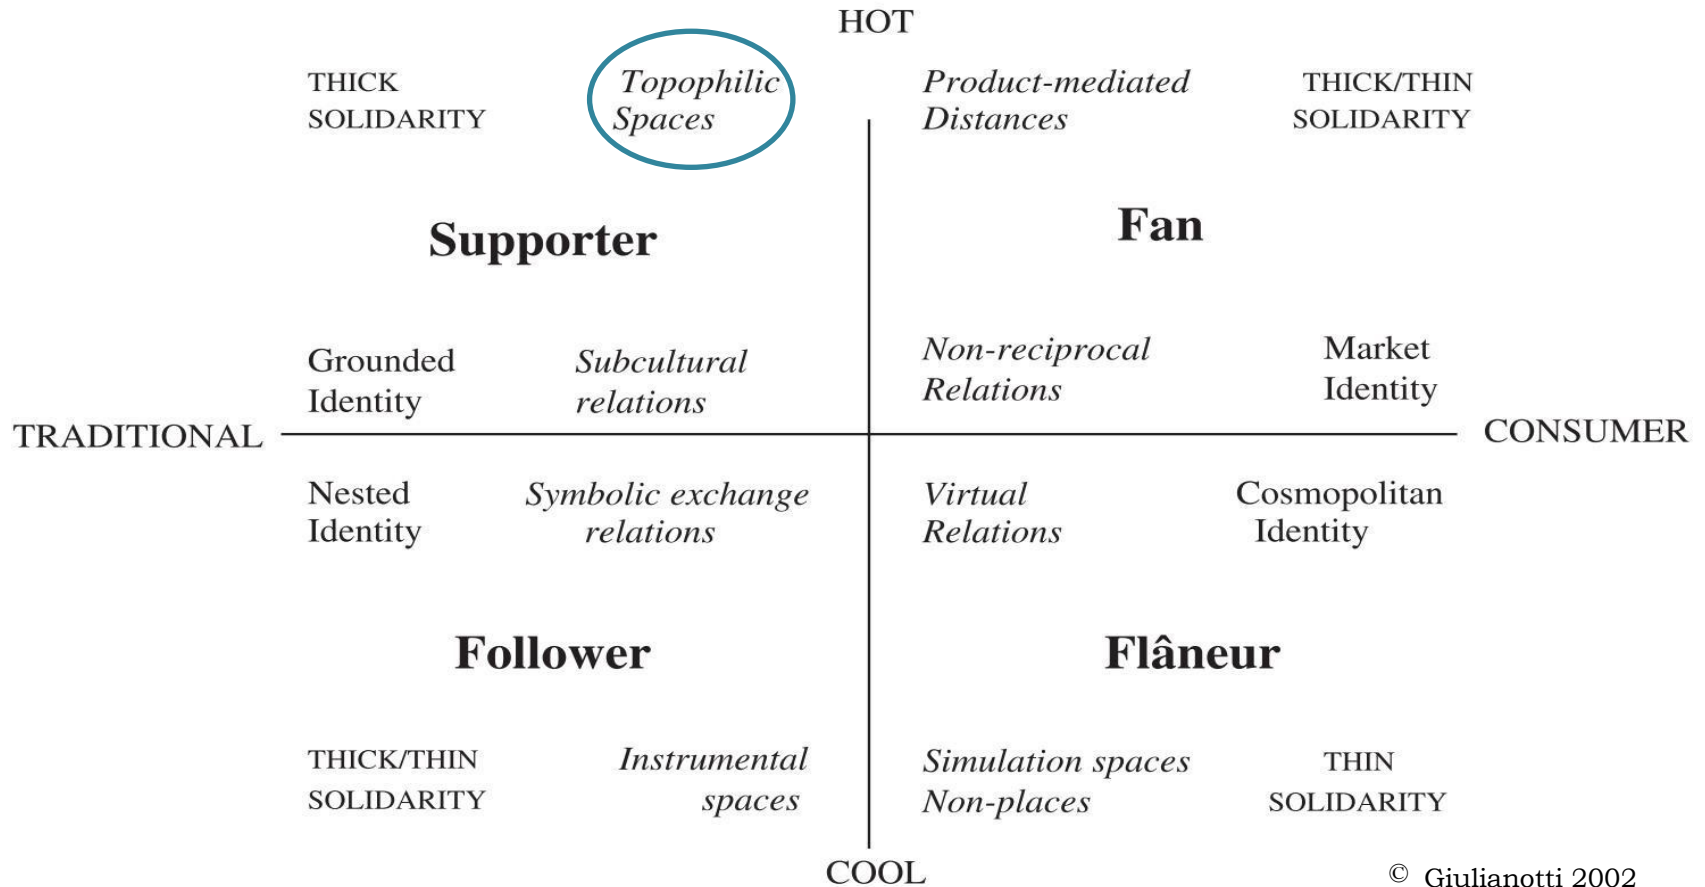 HOT
THICK
SOLIDARITY
Topophilic
Spaces
Product-mediated
Distances
THICK/THIN
SOLIDARITY
Supporter
Fan
Grounded
Identity
Subcultural
relations
Non-reciprocal
Relations
Market
Identity
TRADITIONAL
CONSUMER
Nested
Identity
Symbolic exchange
relations
Virtual
Relations
Cosmopolitan
Identity
Follower
Flâneur
THICK/THIN
SOLIDARITY
Instrumental
spaces
Simulation spaces
Non-places
THIN
SOLIDARITY
COOL
© Giulianotti 2002